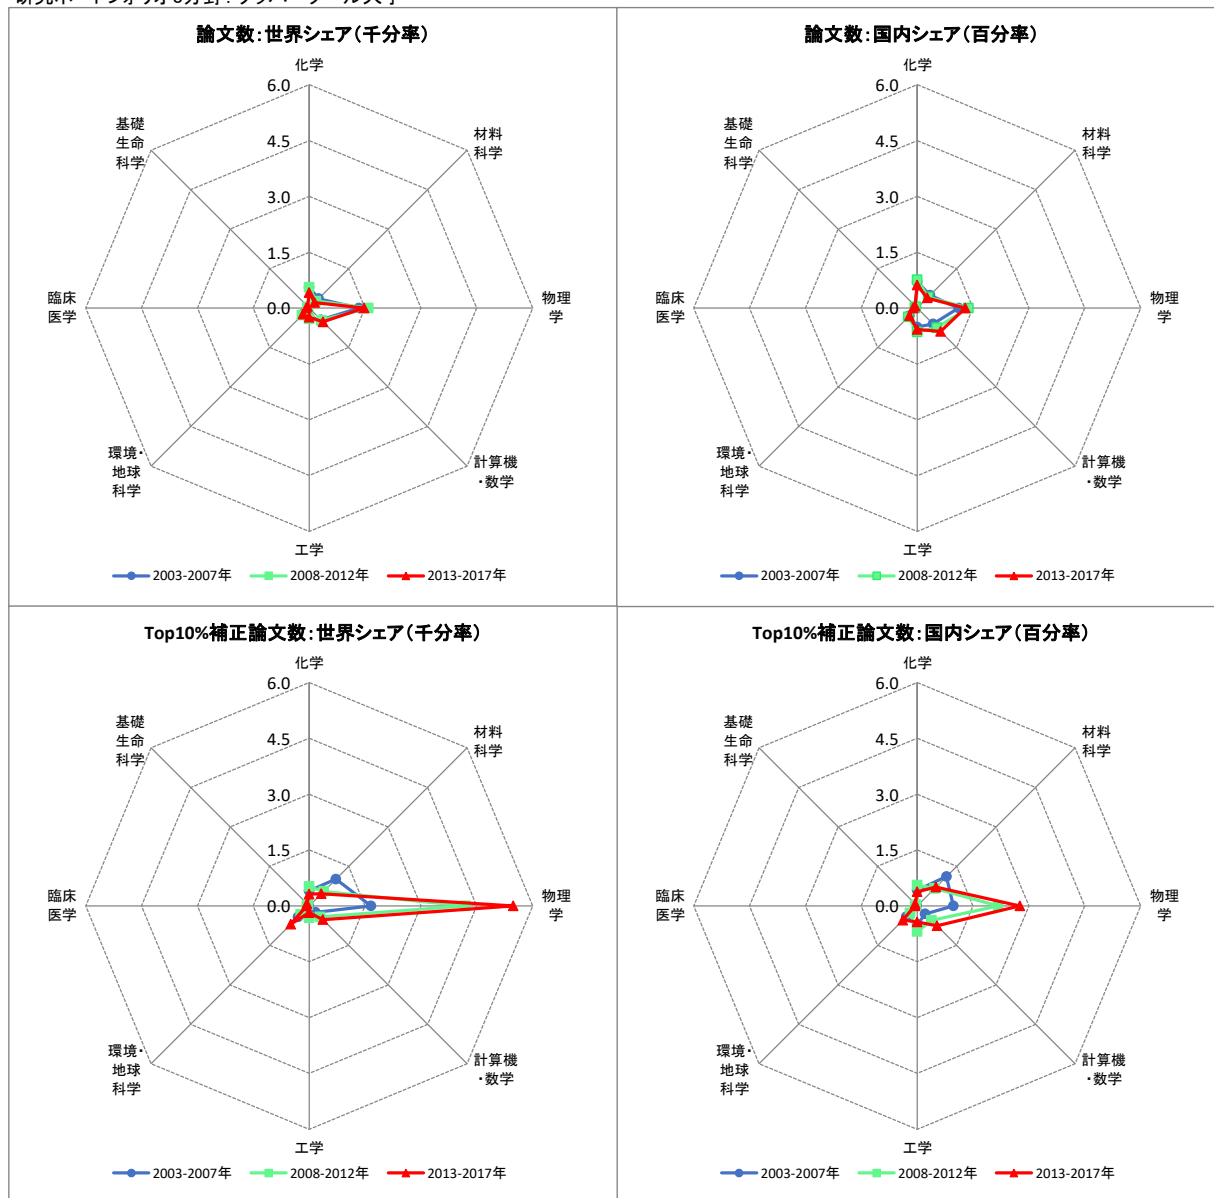 論文数:世界シェア(千分率)
化学
6.0
4.5
3.0
1.5
0.0
基礎
生命
科学
材料
科学
臨床
医学
物理
学
環境・
地球
科学
計算機
・数学
工学
2003-2007年 2008-2012年 2013-2017年
論文数:国内シェア(百分率)
化学
6.0
4.5
3.0
1.5
0.0
基礎
生命
科学
材料
科学
臨床
医学
物理
学
環境・
地球
科学
計算機
・数学
工学
2003-2007年 2008-2012年 2013-2017年
Top10%補正論文数:世界シェア(千分率)
化学
6.0
4.5
3.0
1.5
0.0
基礎
生命
科学
材料
科学
臨床
医学
物理
学
環境・
地球
科学
計算機
・数学
工学
2003-2007年 2008-2012年 2013-2017年
Top10%補正論文数:国内シェア(百分率)
化学
6.0
4.5
3.0
1.5
0.0
基礎
生命
科学
材料
科学
臨床
医学
物理
学
環境・
地球
科学
計算機
・数学
工学
2003-2007年 2008-2012年 2013-2017年